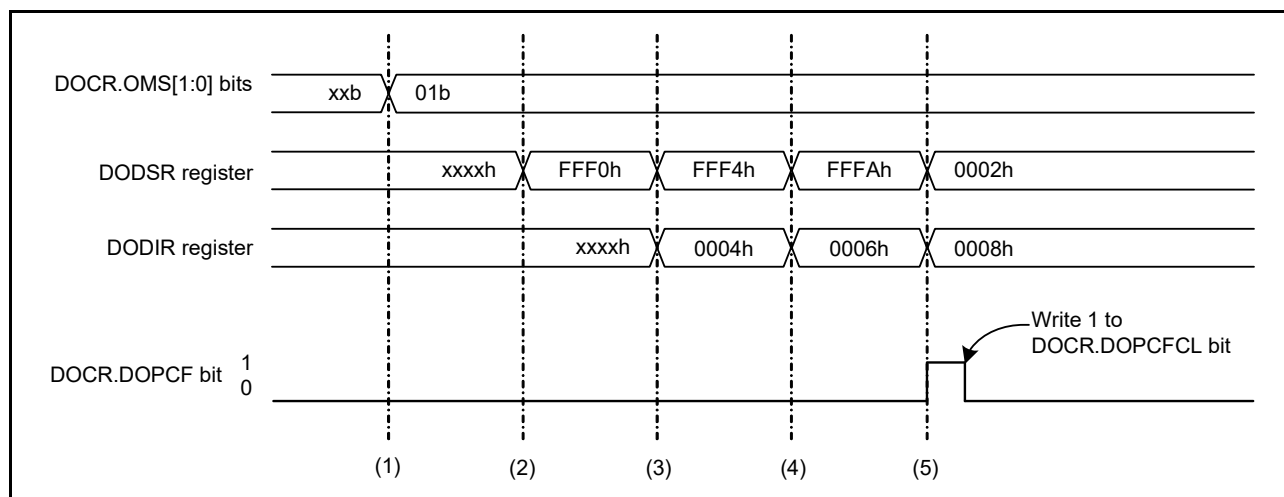 DOCR.OMS[1:0] bits
xxb
01b
DODSR register
xxxxh
FFF0h
FFF4h
FFFAh
0002h
DODIR register
xxxxh
0004h
0006h
0008h
Write 1 to
DOCR.DOPCFCL bit
DOCR.DOPCF bit
1
0
(1)
(2)
(3)
(4)
(5)